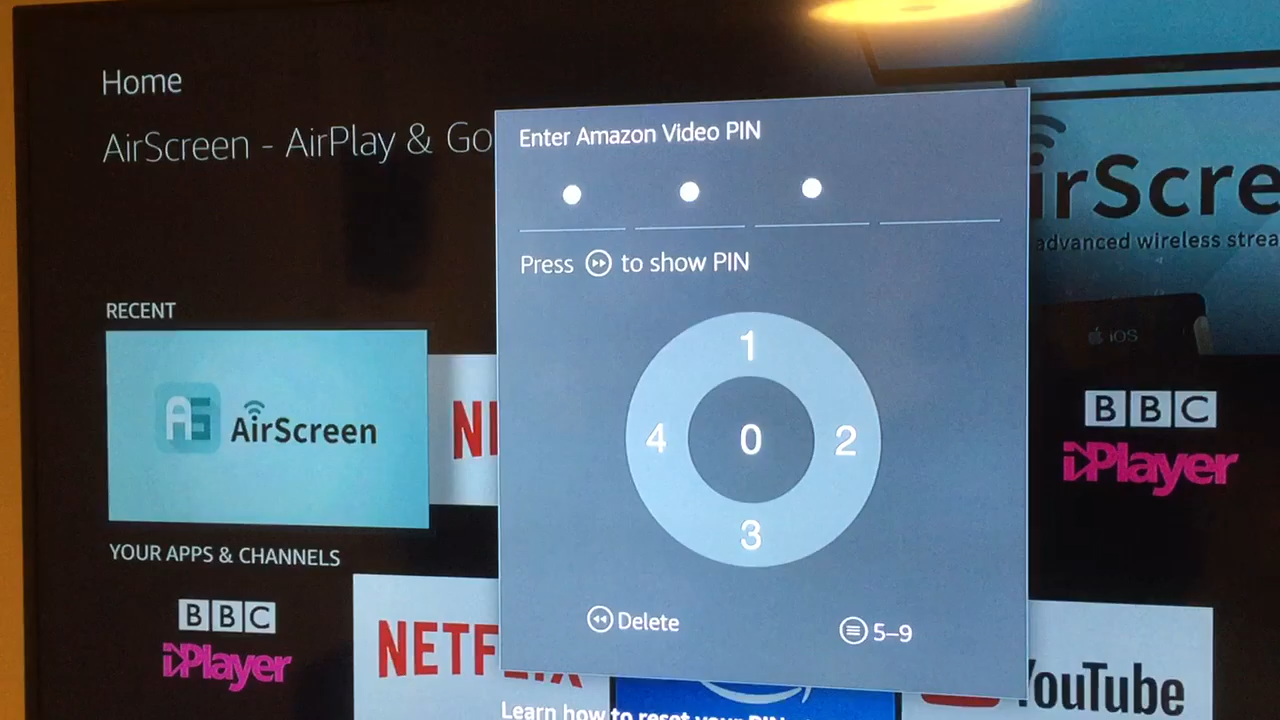 Home
AirScreen - AirPlay & Go
Enter Amazon Video PIN
Press to show PIN
irScre
advanced wireless strea
iOS
RECENT
AS AirScreen
NE
1
4 0 2
3
BBC
iPlayer
YOUR APPS & CHANNELS
BBC
iPlayer
NETFLIX
Delete
5–9
YouTube
Learn how to reset your PIN